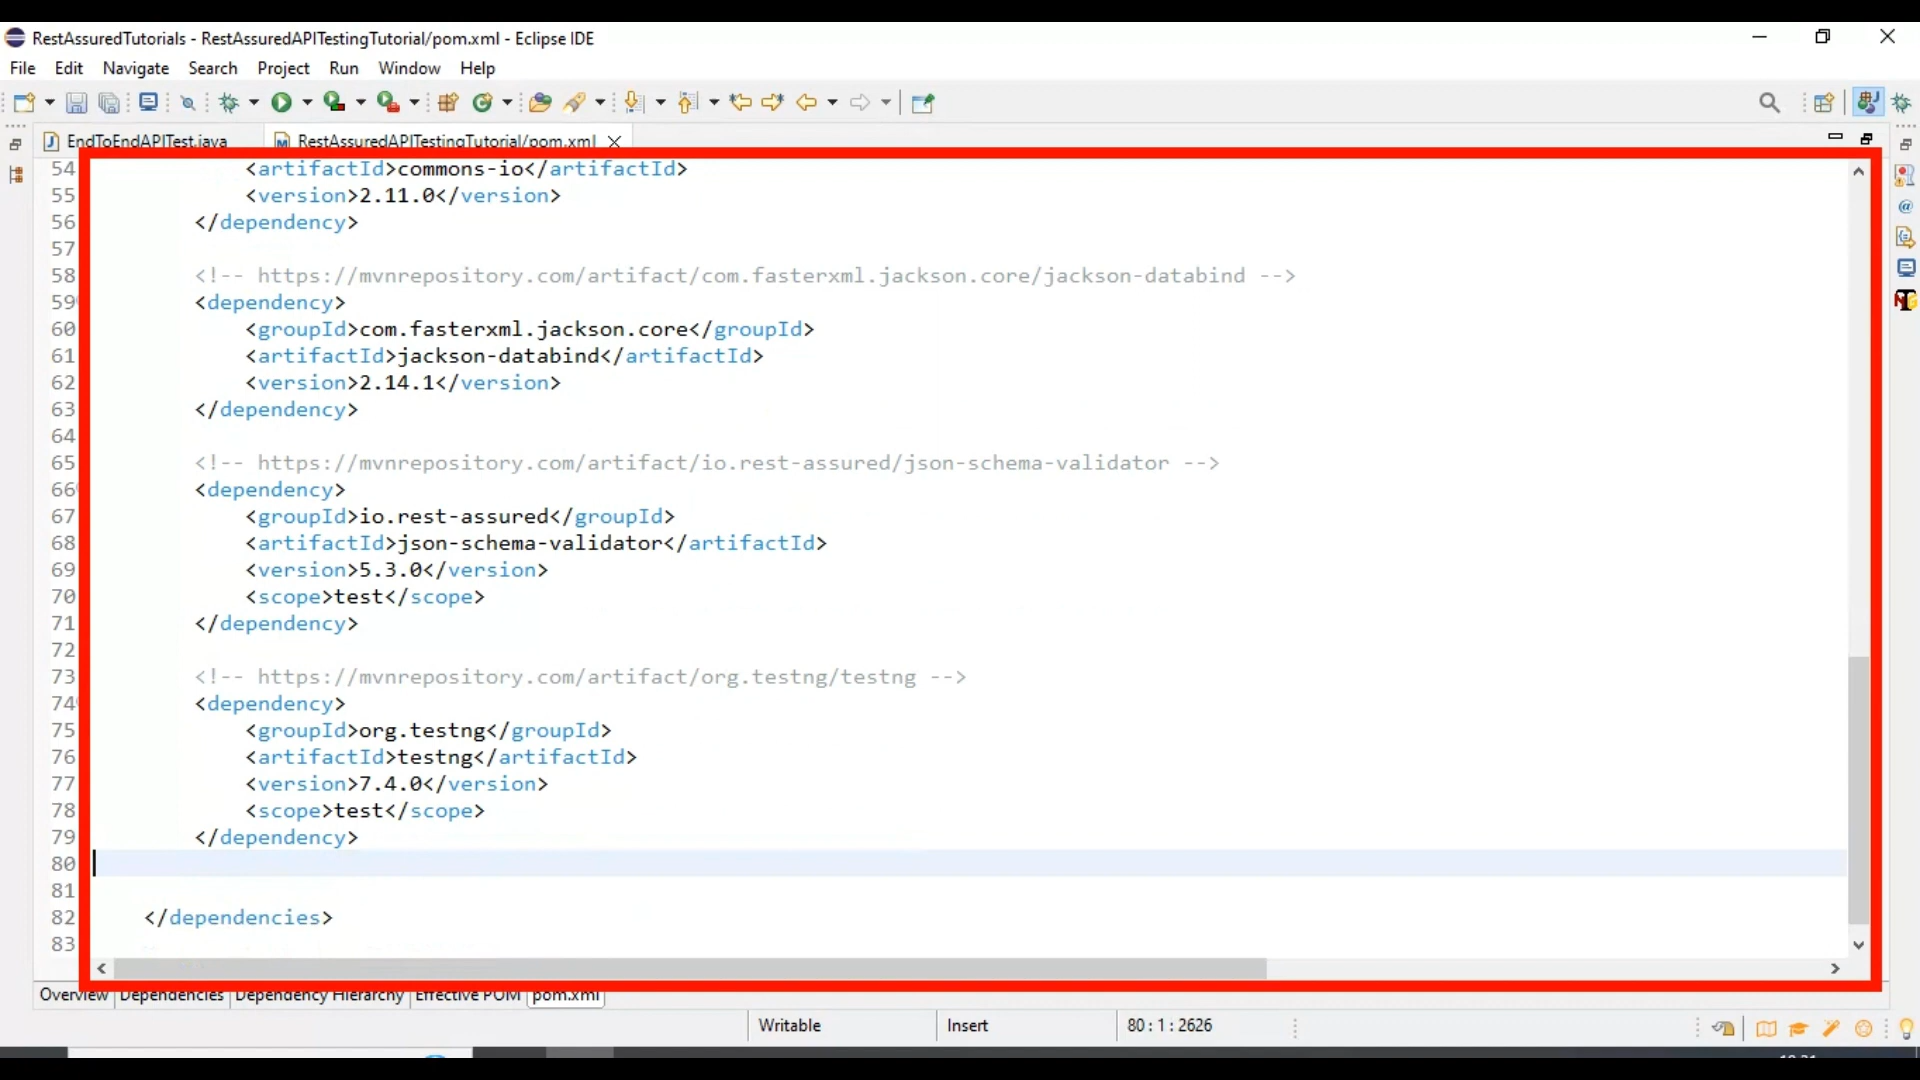 RestAssuredTutorials - RestAssuredAPITestingTutorial/pom.xml - Eclipse IDE
File Edit Navigate Search Project Run Window Help
EndToEndAPITest.java RestAssuredAPITestingTutorial/pom.xml
54 <artifactId>commons-io</artifactId>
55 <version>2.11.0</version>
56 </dependency>
57
58 <!-- https://mvnrepository.com/artifact/com.fasterxml.jackson.core/jackson-databind -->
59 <dependency>
60 <groupId>com.fasterxml.jackson.core</groupId>
61 <artifactId>jackson-databind</artifactId>
62 <version>2.14.1</version>
63 </dependency>
64
65 <!-- https://mvnrepository.com/artifact/io.rest-assured/json-schema-validator -->
66 <dependency>
67 <groupId>io.rest-assured</groupId>
68 <artifactId>json-schema-validator</artifactId>
69 <version>5.3.0</version>
70 <scope>test</scope>
71 </dependency>
72
73 <!-- https://mvnrepository.com/artifact/org.testng/testng -->
74 <dependency>
75 <groupId>org.testng</groupId>
76 <artifactId>testng</artifactId>
77 <version>7.4.0</version>
78 <scope>test</scope>
79 </dependency>
80
81
82 </dependencies>
83
Overview Dependencies Dependency Hierarchy Effective POM pom.xml
Writable Insert 80 : 1 : 2626